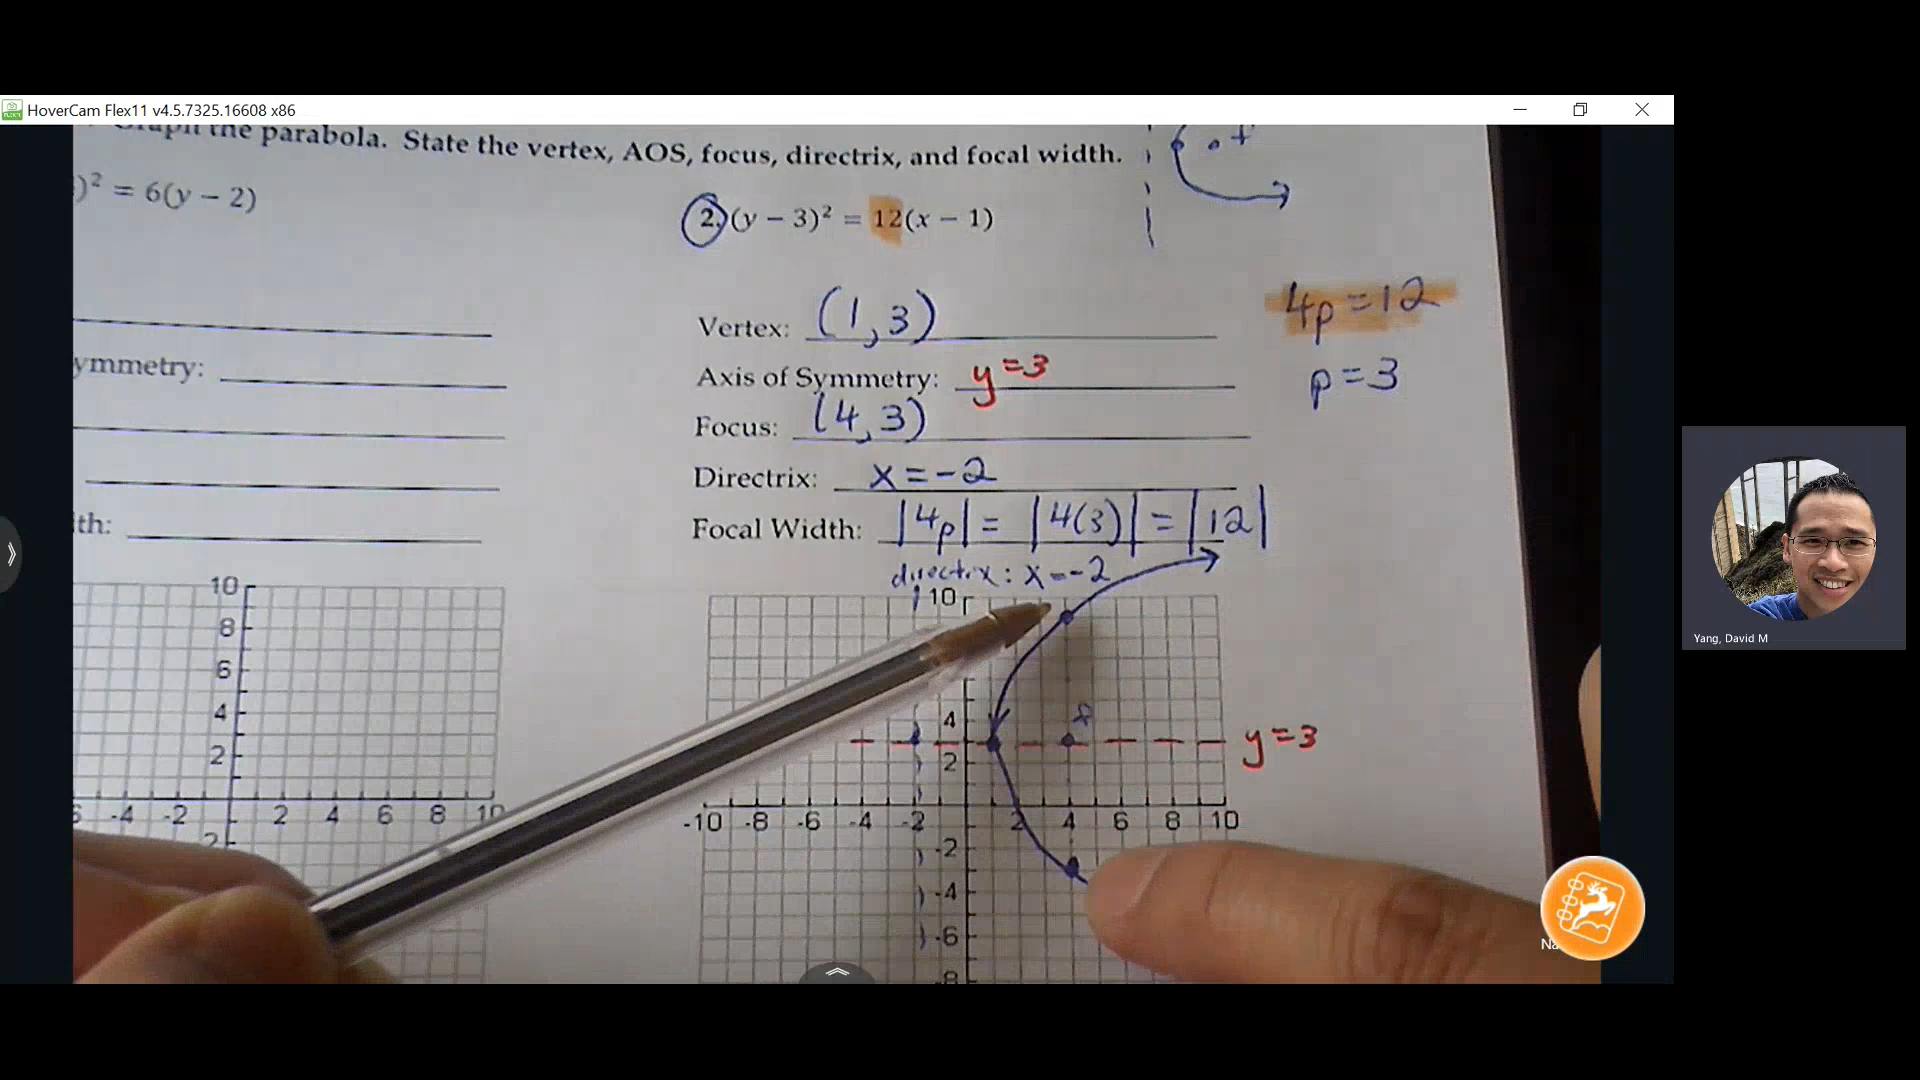 HoverCam Flex11 v4.5.7325.16608 x86
Graph the parabola. State the vertex, AOS, focus, directrix, and focal width.
)² = 6(y – 2)
2. (y – 3)² = 12(x – 1)
4p = 12
p = 3
Vertex: (1, 3)
ymmetry:
Axis of Symmetry: y = 3
Focus: (4, 3)
Directrix: x = -2
th:
Focal Width: |4p| = |4(3)| = |12|
directrix: x = -2
10
8
6
4
2
-4 -2 2 4 6 8 10
10
4
2
-10 -8 -6 -4 -2 2 4 6 8 10
-2
-4
-6
-8
y = 3
Yang, David M